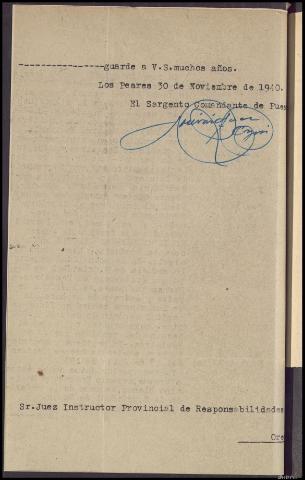 ----------------guarde a V.S.muchos años.
Los Peares 30 de Noviembre de 1940.
El Sargento Comandante de Pues
Sr.Juez Instructor Provincial de Responsabilidades
Ore